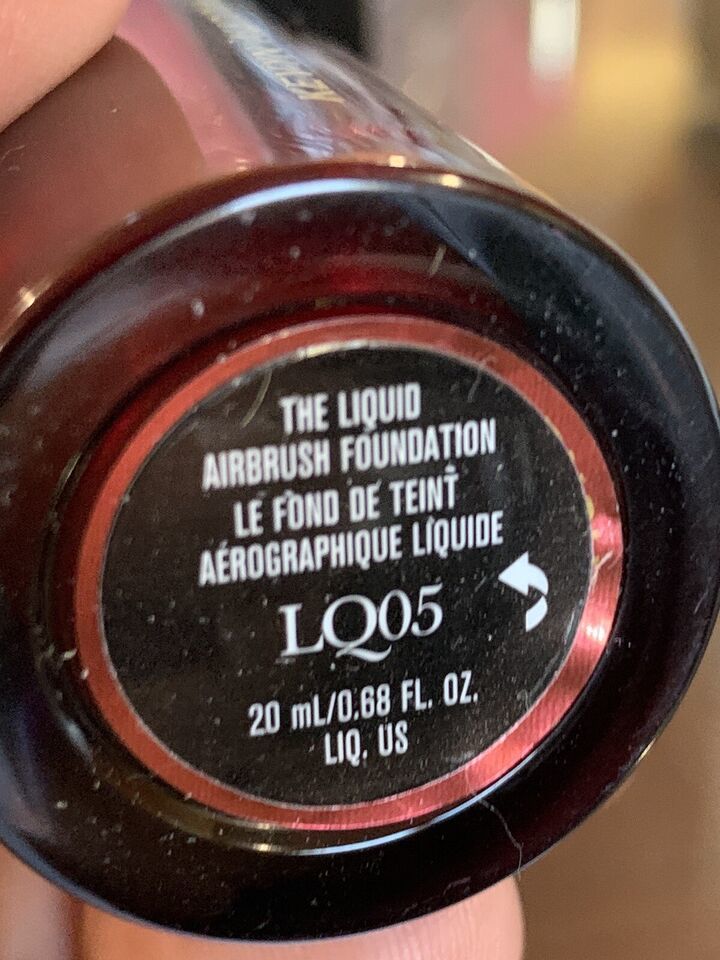 THE LIQUID
AIRBRUSH FOUNDATION
LE FOND DE TEINT
AÉROGRAPHIQUE LIQUIDE
LQ05
20 mL/0.68 FL. OZ.
LIQ. US